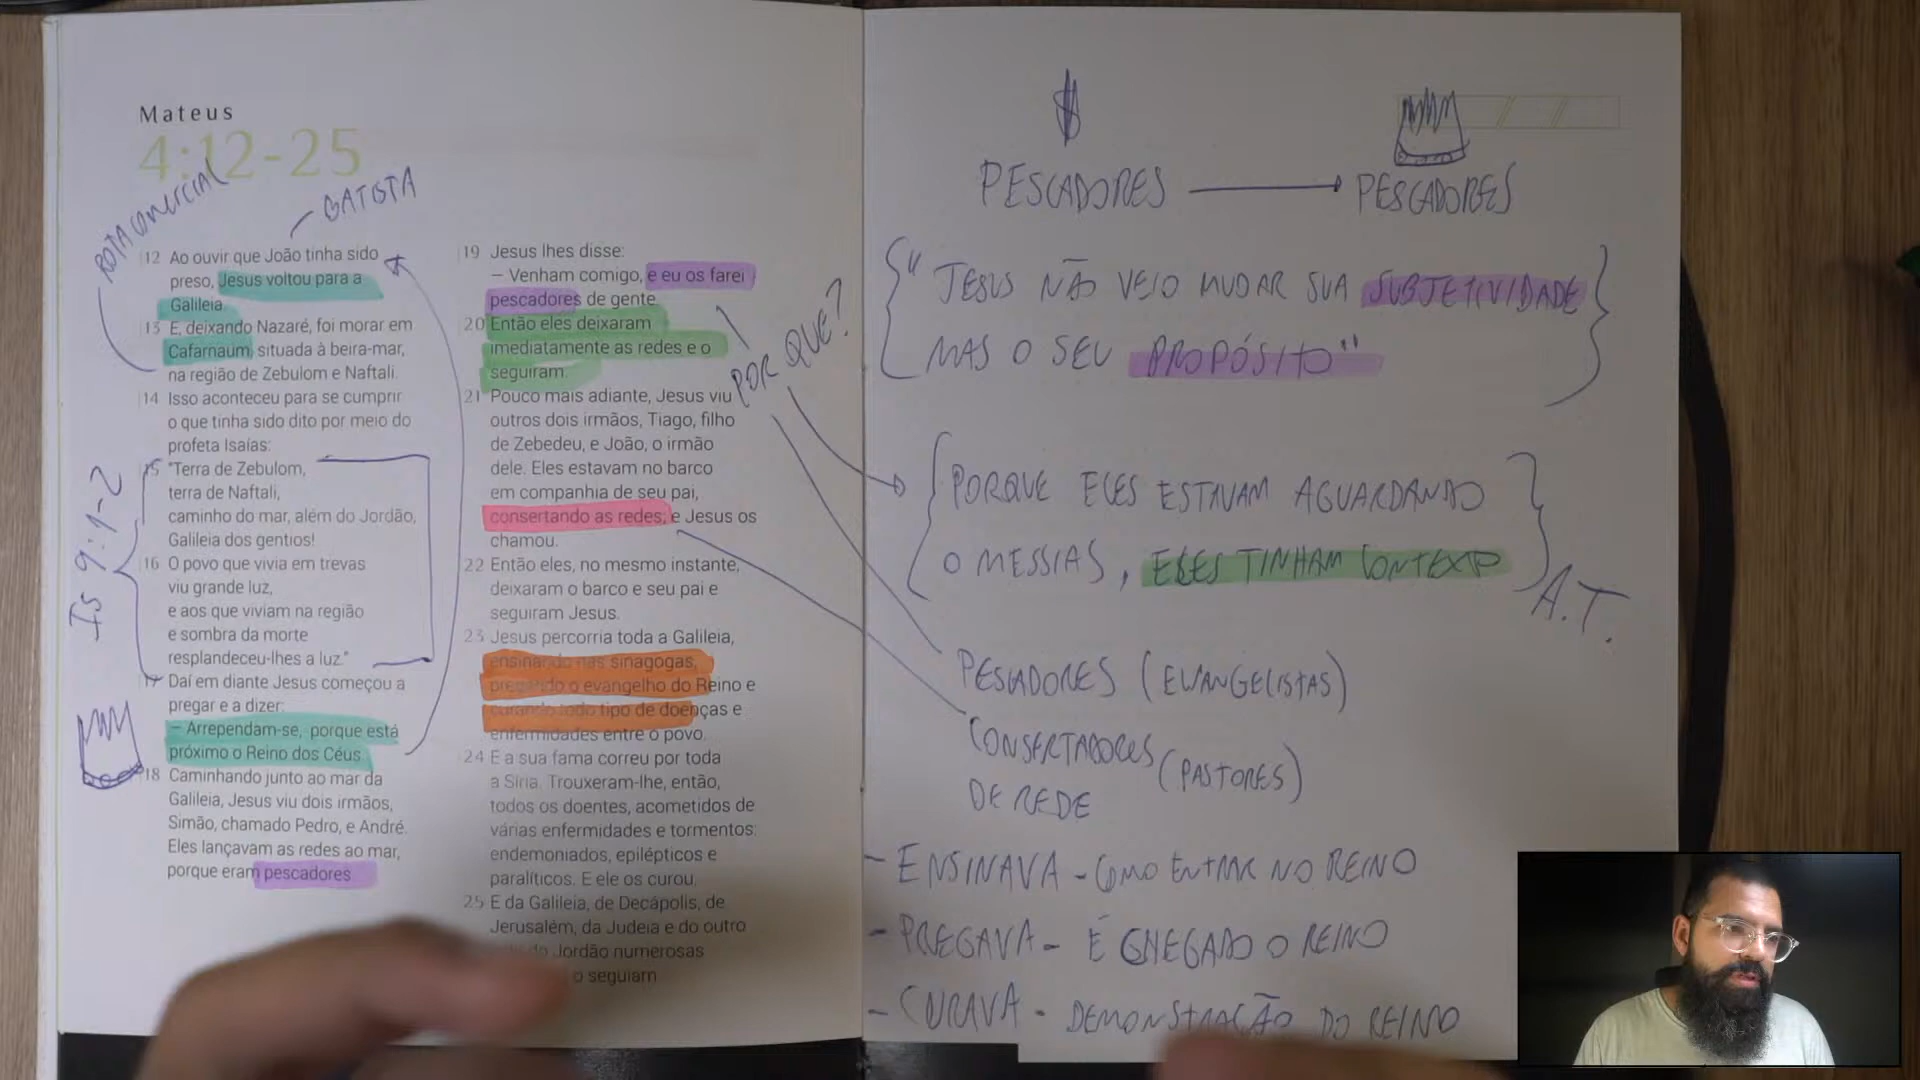 Mateus
4:12-25
ROTA COMERCIAL
BATISTA
12 Ao ouvir que João tinha sido
preso, Jesus voltou para a
Galileia.
13 E, deixando Nazaré, foi morar em
Cafarnaum, situada à beira-mar,
na região de Zebulom e Naftali.
14 Isso aconteceu para se cumprir
o que tinha sido dito por meio do
profeta Isaías:
15 "Terra de Zebulom,
terra de Naftali,
caminho do mar, além do Jordão,
Galileia dos gentios!
16 O povo que vivia em trevas
viu grande luz,
e aos que viviam na região
e sombra da morte
resplandeceu-lhes a luz."
Is 9:1-2
17 Daí em diante Jesus começou a
pregar e a dizer:
– Arrependam-se, porque está
próximo o Reino dos Céus.
18 Caminhando junto ao mar da
Galileia, Jesus viu dois irmãos,
Simão, chamado Pedro, e André.
Eles lançavam as redes ao mar,
porque eram pescadores.
19 Jesus lhes disse:
– Venham comigo, e eu os farei
pescadores de gente.
20 Então eles deixaram
imediatamente as redes e o
seguiram.
21 Pouco mais adiante, Jesus viu
outros dois irmãos, Tiago, filho
de Zebedeu, e João, o irmão
dele. Eles estavam no barco
em companhia de seu pai,
consertando as redes; e Jesus os
chamou.
22 Então eles, no mesmo instante,
deixaram o barco e seu pai e
seguiram Jesus.
23 Jesus percorria toda a Galileia,
ensinando nas sinagogas,
pregando o evangelho do Reino e
curando todo tipo de doenças e
enfermidades entre o povo.
24 E a sua fama correu por toda
a Síria. Trouxeram-lhe, então,
todos os doentes, acometidos de
várias enfermidades e tormentos:
endemoniados, epilépticos e
paralíticos. E ele os curou.
25 E da Galileia, de Decápolis, de
Jerusalém, da Judeia e do outro
do Jordão numerosas
o seguiam
POR QUE?
$
PESCADORES → PESCADORES
"JESUS NÃO VEIO MUDAR SUA SUBJETIVIDADE
MAS O SEU PROPÓSITO"
PORQUE ELES ESTAVAM AGUARDANDO
O MESSIAS, ELES TINHAM CONTEXTO
A.T.
PESCADORES (EVANGELISTAS)
CONSERTADORES (PASTORES)
DE REDE
- ENSINAVA - COMO ENTRAR NO REINO
- PREGAVA - É CHEGADO O REINO
- CURAVA - DEMONSTRAÇÃO DO REINO